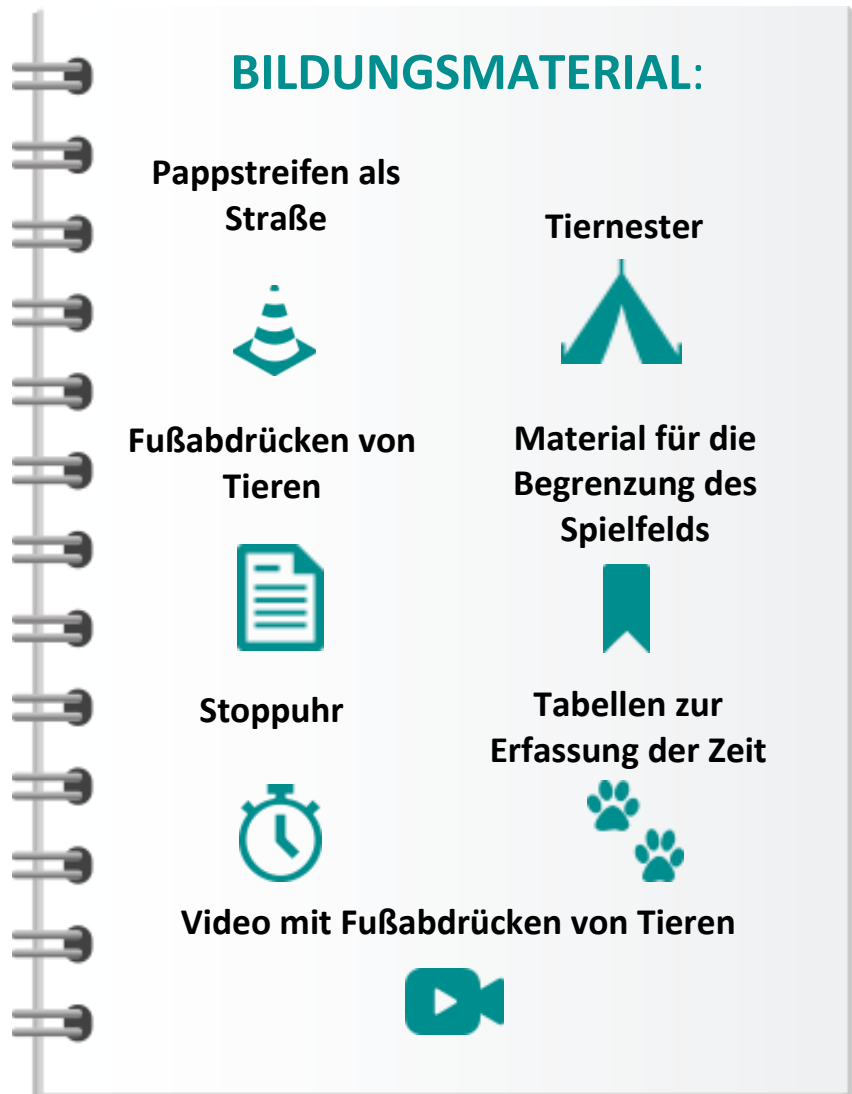 BILDUNGSMATERIAL:
Pappstreifen als
Straße
Tiernester
Fußabdrücken von
Tieren
Material für die
Begrenzung des
Spielfelds
Stoppuhr
Tabellen zur
Erfassung der Zeit
Video mit Fußabdrücken von Tieren